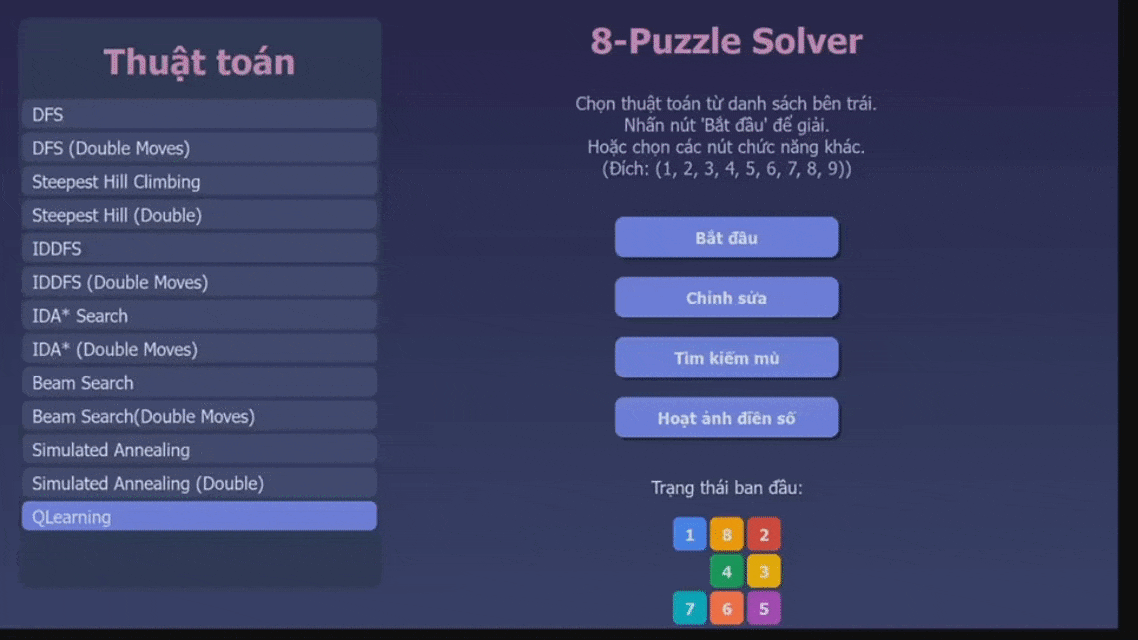 Thuật toán
DFS
DFS (Double Moves)
Steepest Hill Climbing
Steepest Hill (Double)
IDDFS
IDDFS (Double Moves)
IDA* Search
IDA* (Double Moves)
Beam Search
Beam Search(Double Moves)
Simulated Annealing
Simulated Annealing (Double)
QLearning
8-Puzzle Solver
Chọn thuật toán từ danh sách bên trái.
Nhấn nút 'Bắt đầu' để giải.
Hoặc chọn các nút chức năng khác.
(Đích: (1, 2, 3, 4, 5, 6, 7, 8, 9))
Bắt đầu
Chỉnh sửa
Tìm kiếm mù
Hoạt ảnh điền số
Trạng thái ban đầu:
1 8 2
4 3
7 6 5